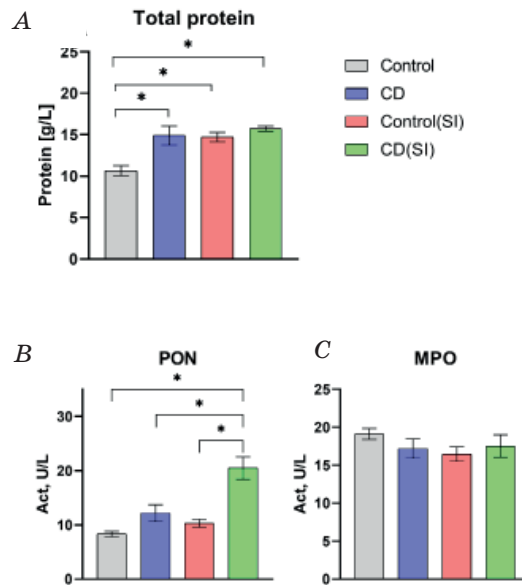 A
Total protein
Protein [g/L]
25
20
15
10
5
0
*
*
*
Control
CD
Control(SI)
CD(SI)
B
PON
Act, U/L
30
20
10
0
*
*
*
C
MPO
Act, U/L
25
20
15
10
5
0